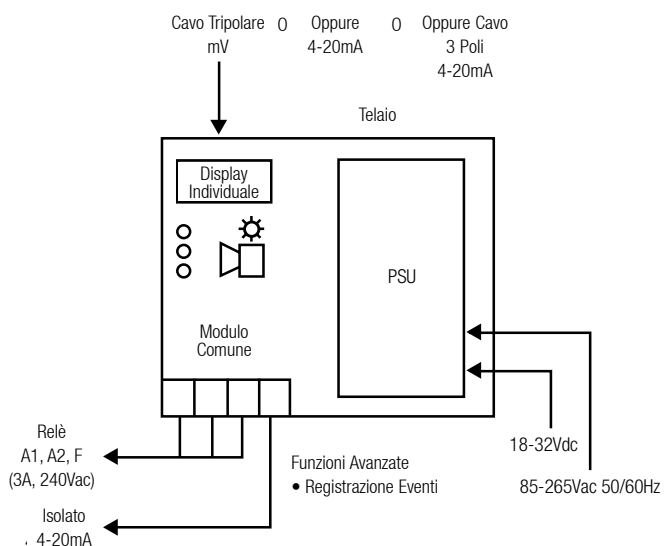 Cavo Tripolare
mV
O
Oppure
4-20mA
O
Oppure Cavo
3 Poli
4-20mA
Telaio
Display
Individuale
PSU
Modulo
Comune
Relè
A1, A2, F
(3A, 240Vac)
Isolato
4-20mA
Funzioni Avanzate
• Registrazione Eventi
18-32Vdc
85-265Vac 50/60Hz